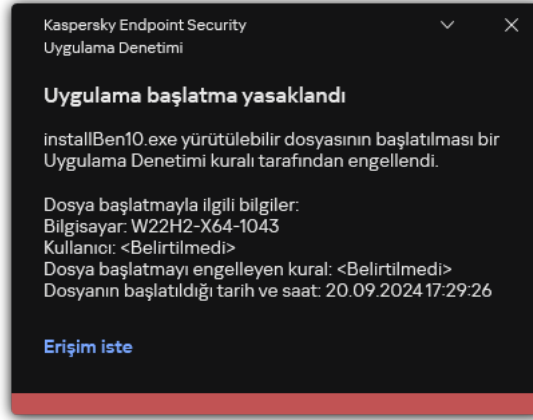 Kaspersky Endpoint Security
Uygulama Denetimi
Uygulama başlatma yasaklandı
installBen10.exe yürütülebilir dosyasının başlatılması bir
Uygulama Denetimi kuralı tarafından engellendi.
Dosya başlatmayla ilgili bilgiler:
Bilgisayar: W22H2-X64-1043
Kullanıcı: <Belirtilmedi>
Dosya başlatmayı engelleyen kural: <Belirtilmedi>
Dosyanın başlatıldığı tarih ve saat: 20.09.2024 17:29:26
Erişim iste